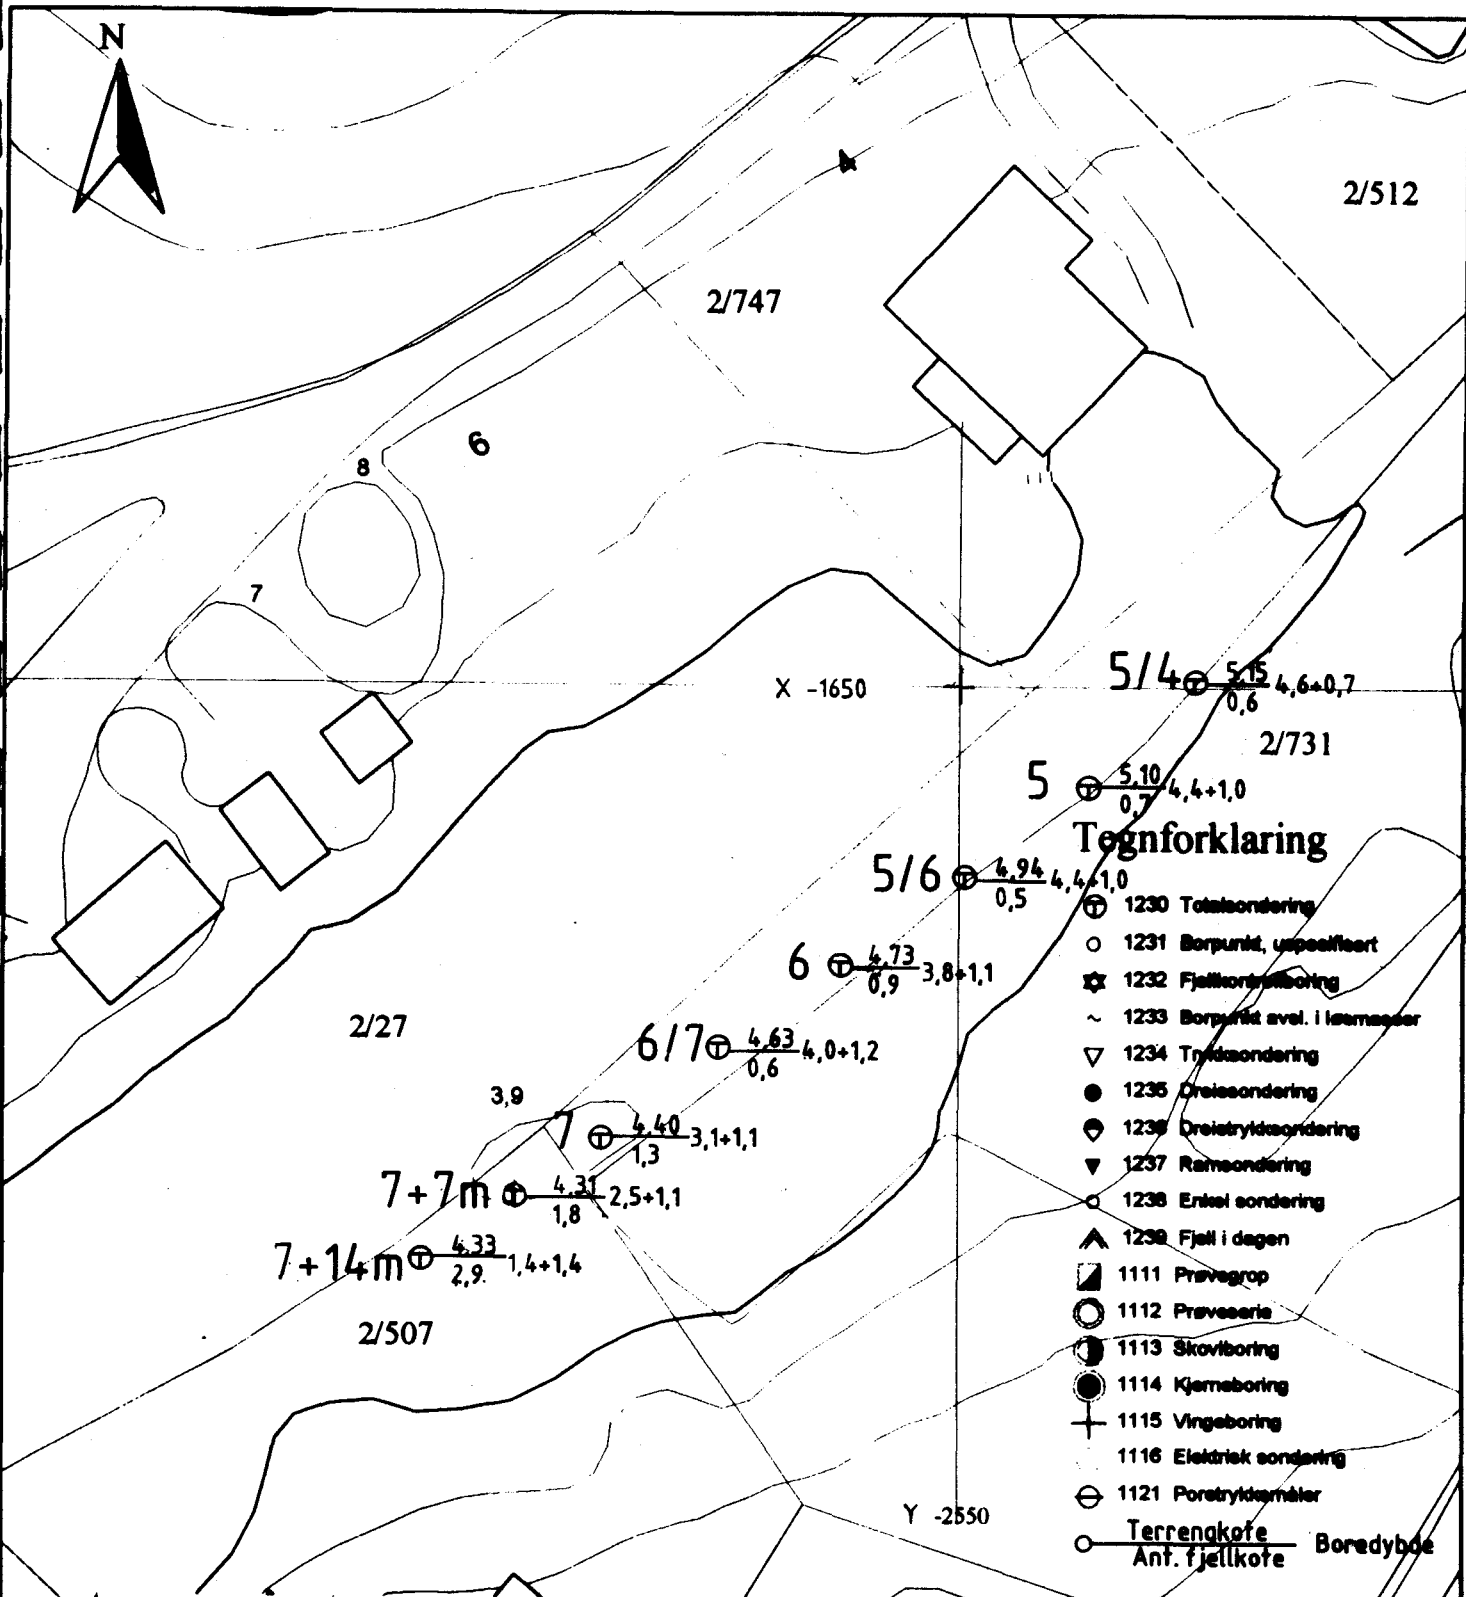 N
4
2/512
2/747
6
8
7
X -1650
5/4 5,15 4,6+0,7
0,6
2/731
5 5,10 4,4+1,0
0,7
Tegnforklaring
5/6 4,94 4,4+1,0
0,5
1230 Totalsondering
1231 Borpunkt, uspesifisert
6 4,73 3,8+1,1
0,9
1232 Fjellkontrollboring
2/27
1233 Borpunkt avsl. i løsmasser
6/7 4,63 4,0+1,2
0,6
1234 Trykksondering
3,9
1235 Dreiesondering
7 4,40 3,1+1,1
1,3
1236 Dreietrykksondering
1237 Ramsondering
7+7m 4,31 2,5+1,1
1,8
1238 Enkel sondering
1239 Fjell i dagen
7+14m 4,33 1,4+1,4
2,9
1111 Prøvegrop
1112 Prøveserie
2/507
1113 Skovlboring
1114 Kjerneboring
1115 Vingeboring
1116 Elektrisk sondering
1121 Poretrykksmåler
Y -2550
Terrengkote Boredybde
Ant. fjellkote